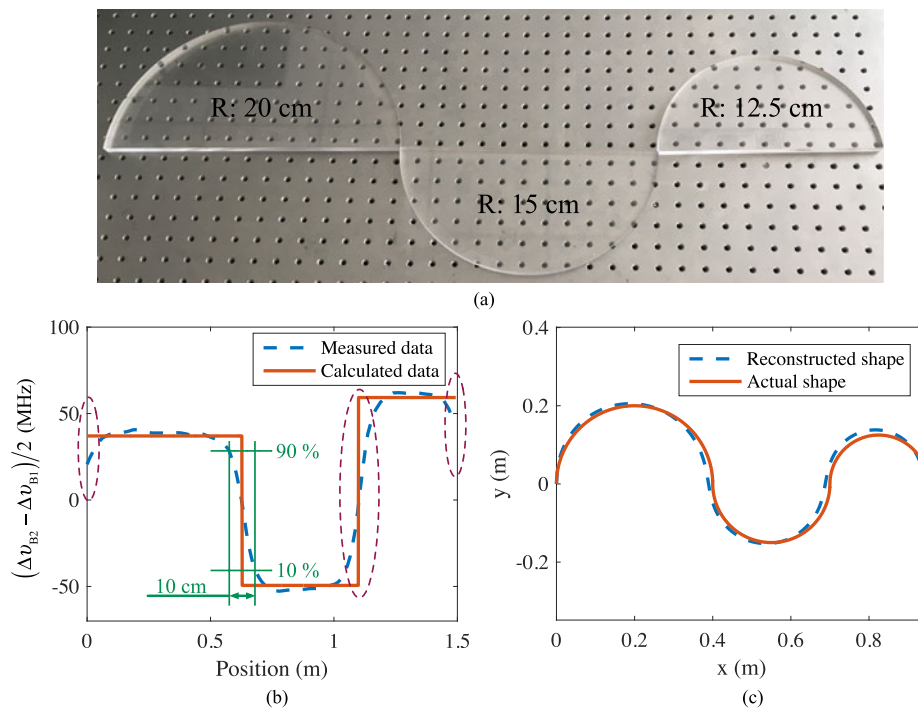 R: 20 cm
R: 12.5 cm
R: 15 cm
(a)
100
50
0
-50
0
0.5
1
1.5
(Δν_B2 − Δν_B1)/2 (MHz)
Position (m)
Measured data
Calculated data
90 %
10 %
10 cm
(b)
0.4
0.2
0
-0.2
0
0.2
0.4
0.6
0.8
y (m)
x (m)
Reconstructed shape
Actual shape
(c)